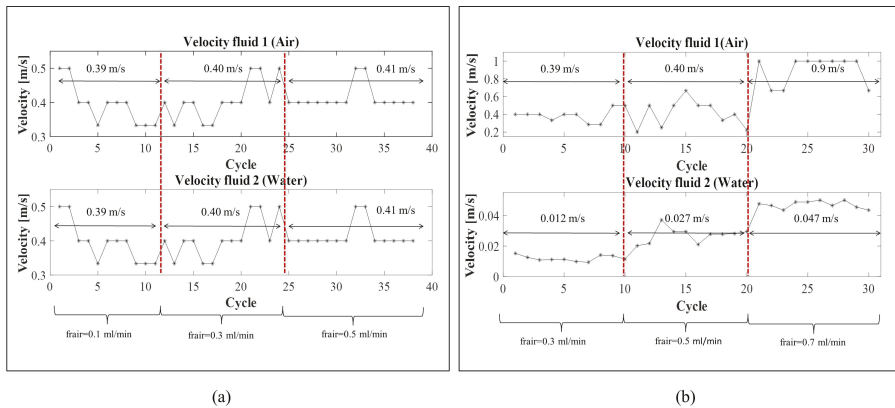 Velocity fluid 1 (Air)
Velocity [m/s]
0.5
0.4
0.3
0.39 m/s
0.40 m/s
0.41 m/s
0 5 10 15 20 25 30 35 40
Cycle
Velocity fluid 2 (Water)
Velocity [m/s]
0.5
0.4
0.3
0.39 m/s
0.40 m/s
0.41 m/s
0 5 10 15 20 25 30 35 40
Cycle
frair=0.1 ml/min
frair=0.3 ml/min
frair=0.5 ml/min
(a)
Velocity fluid 1(Air)
Velocity [m/s]
1
0.8
0.6
0.4
0.2
0.39 m/s
0.40 m/s
0.9 m/s
0 5 10 15 20 25 30
Cycle
Velocity fluid 2 (Water)
Velocity [m/s]
0.04
0.02
0
0.012 m/s
0.027 m/s
0.047 m/s
0 5 10 15 20 25 30
Cycle
frair=0.3 ml/min
frair=0.5 ml/min
frair=0.7 ml/min
(b)